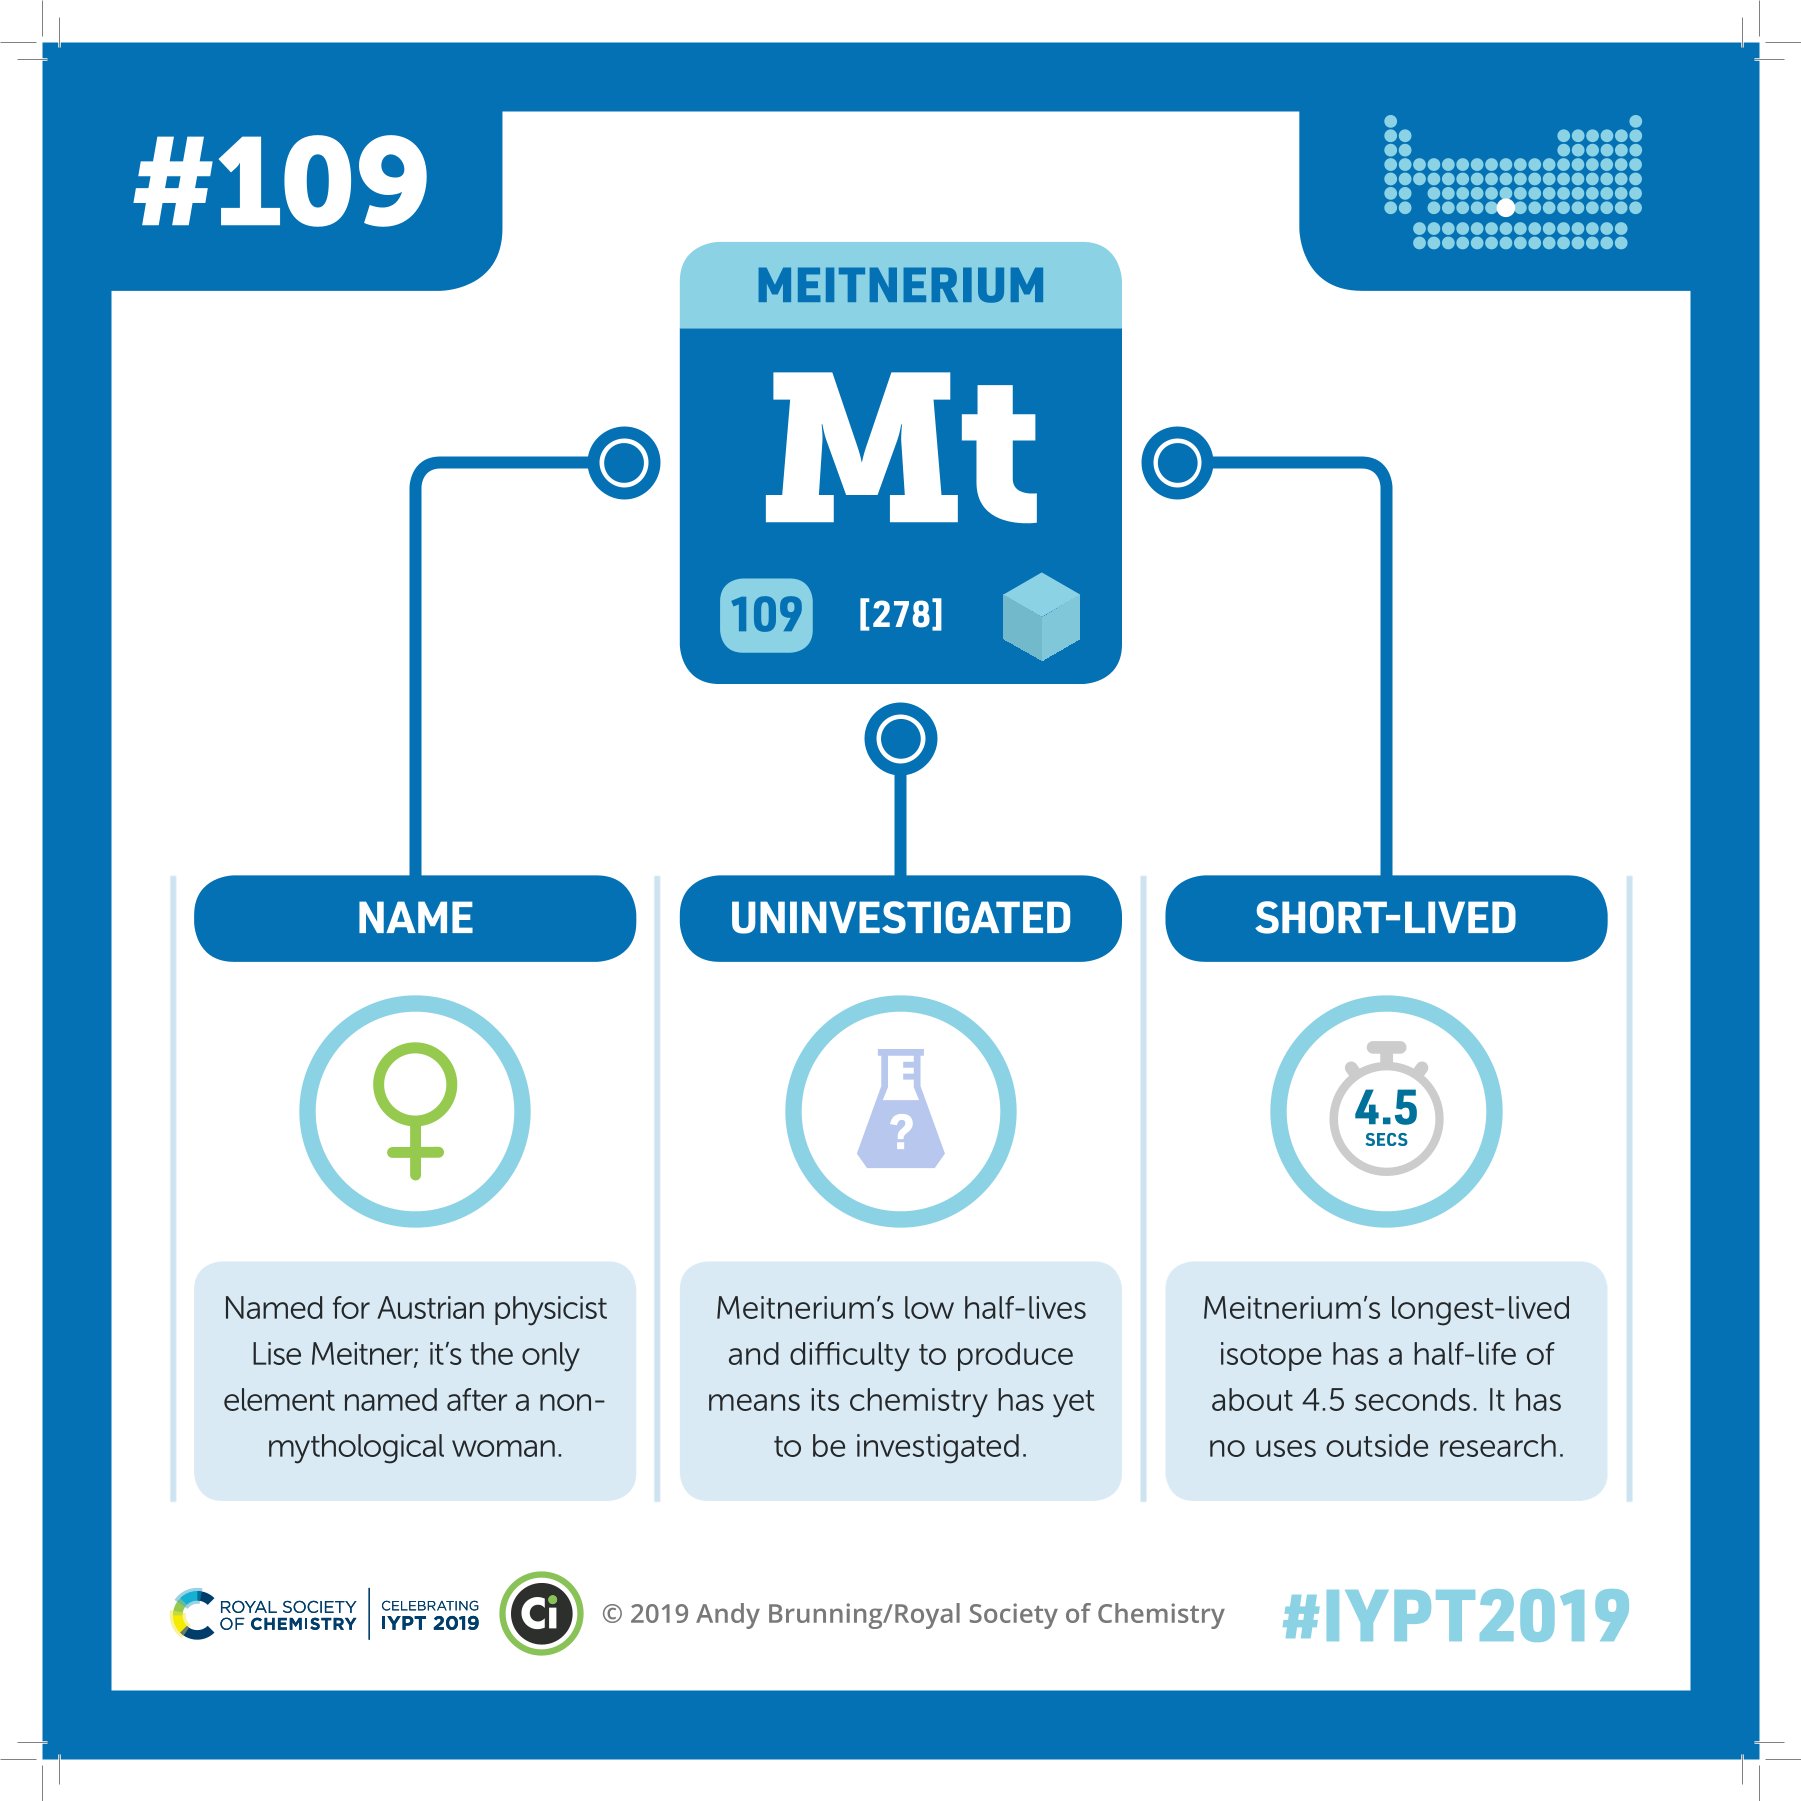 #109
MEITNERIUM
Mt
109
[278]
NAME
UNINVESTIGATED
SHORT-LIVED
?
4.5
SECS
Named for Austrian physicist
Lise Meitner; it's the only
element named after a non-
mythological woman.
Meitnerium's low half-lives
and difficulty to produce
means its chemistry has yet
to be investigated.
Meitnerium's longest-lived
isotope has a half-life of
about 4.5 seconds. It has
no uses outside research.
ROYAL SOCIETY
OF CHEMISTRY
CELEBRATING
IYPT 2019
Ci
© 2019 Andy Brunning/Royal Society of Chemistry
#IYPT2019